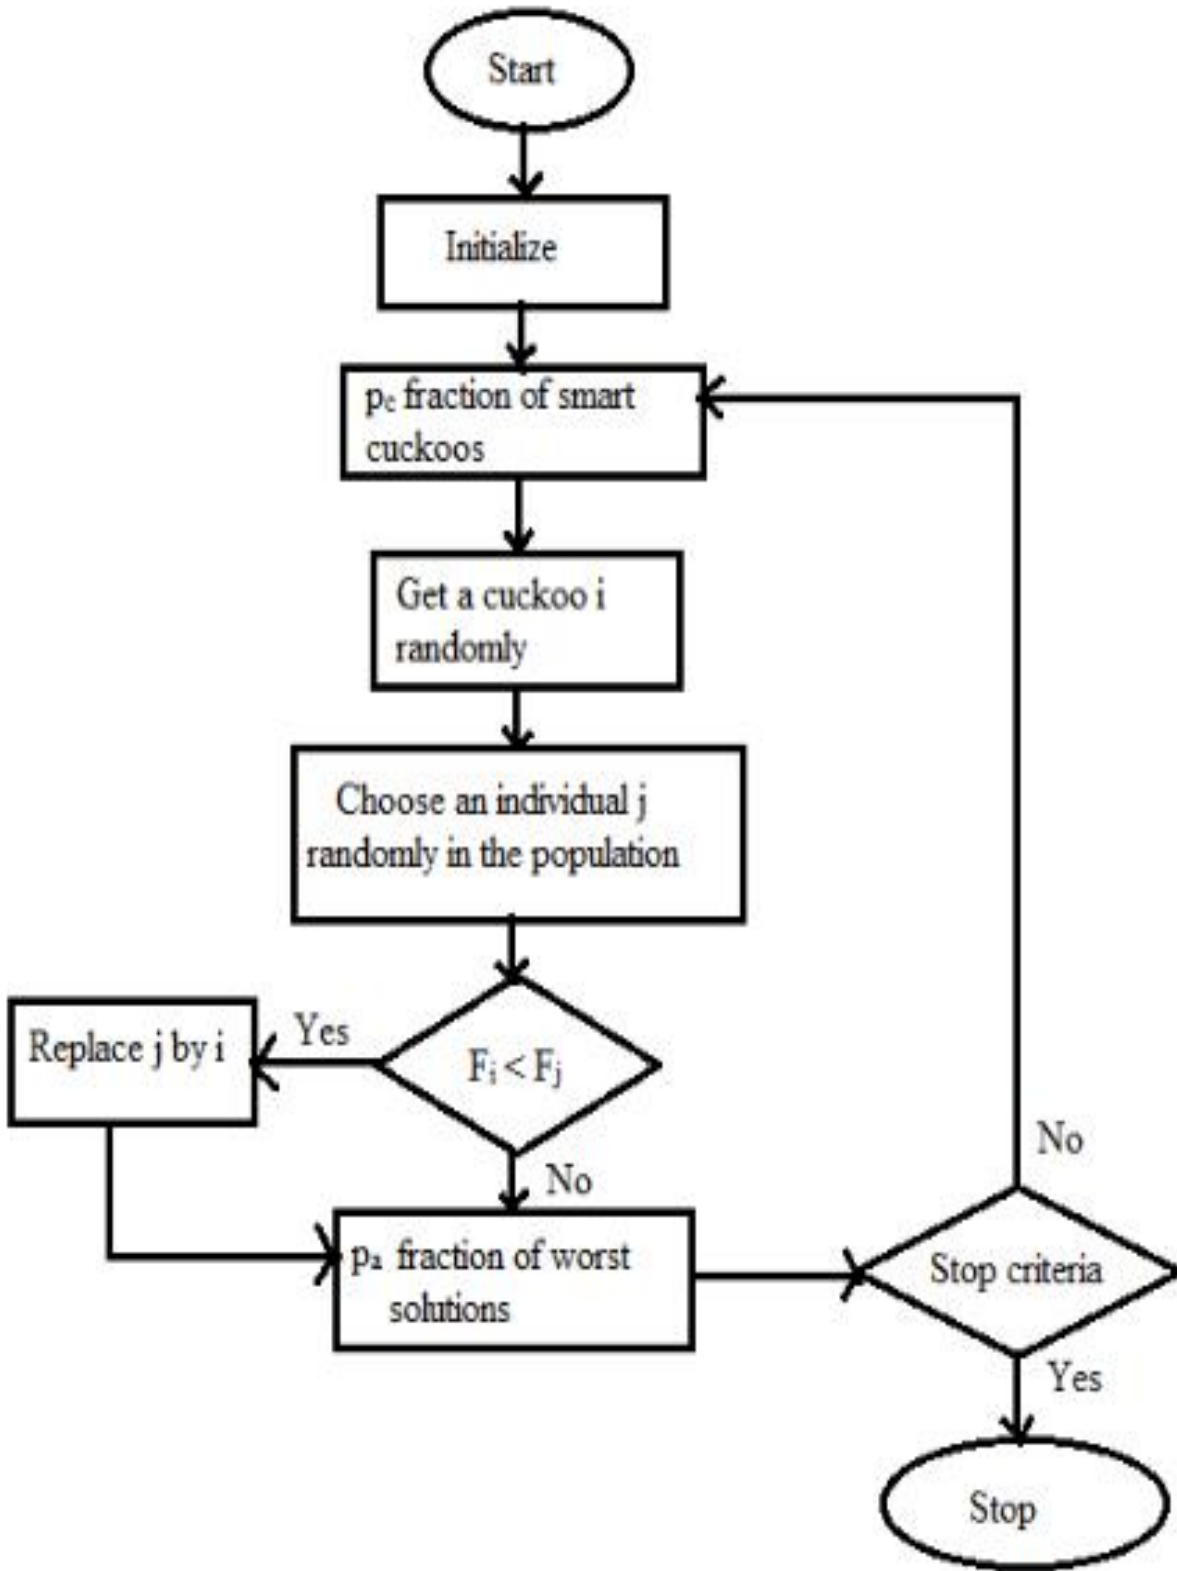 Start
Initialize
pc fraction of smart
cuckoos
Get a cuckoo i
randomly
Choose an individual j
randomly in the population
Fi < Fj
Yes
Replace j by i
No
pa fraction of worst
solutions
Stop criteria
No
Yes
Stop